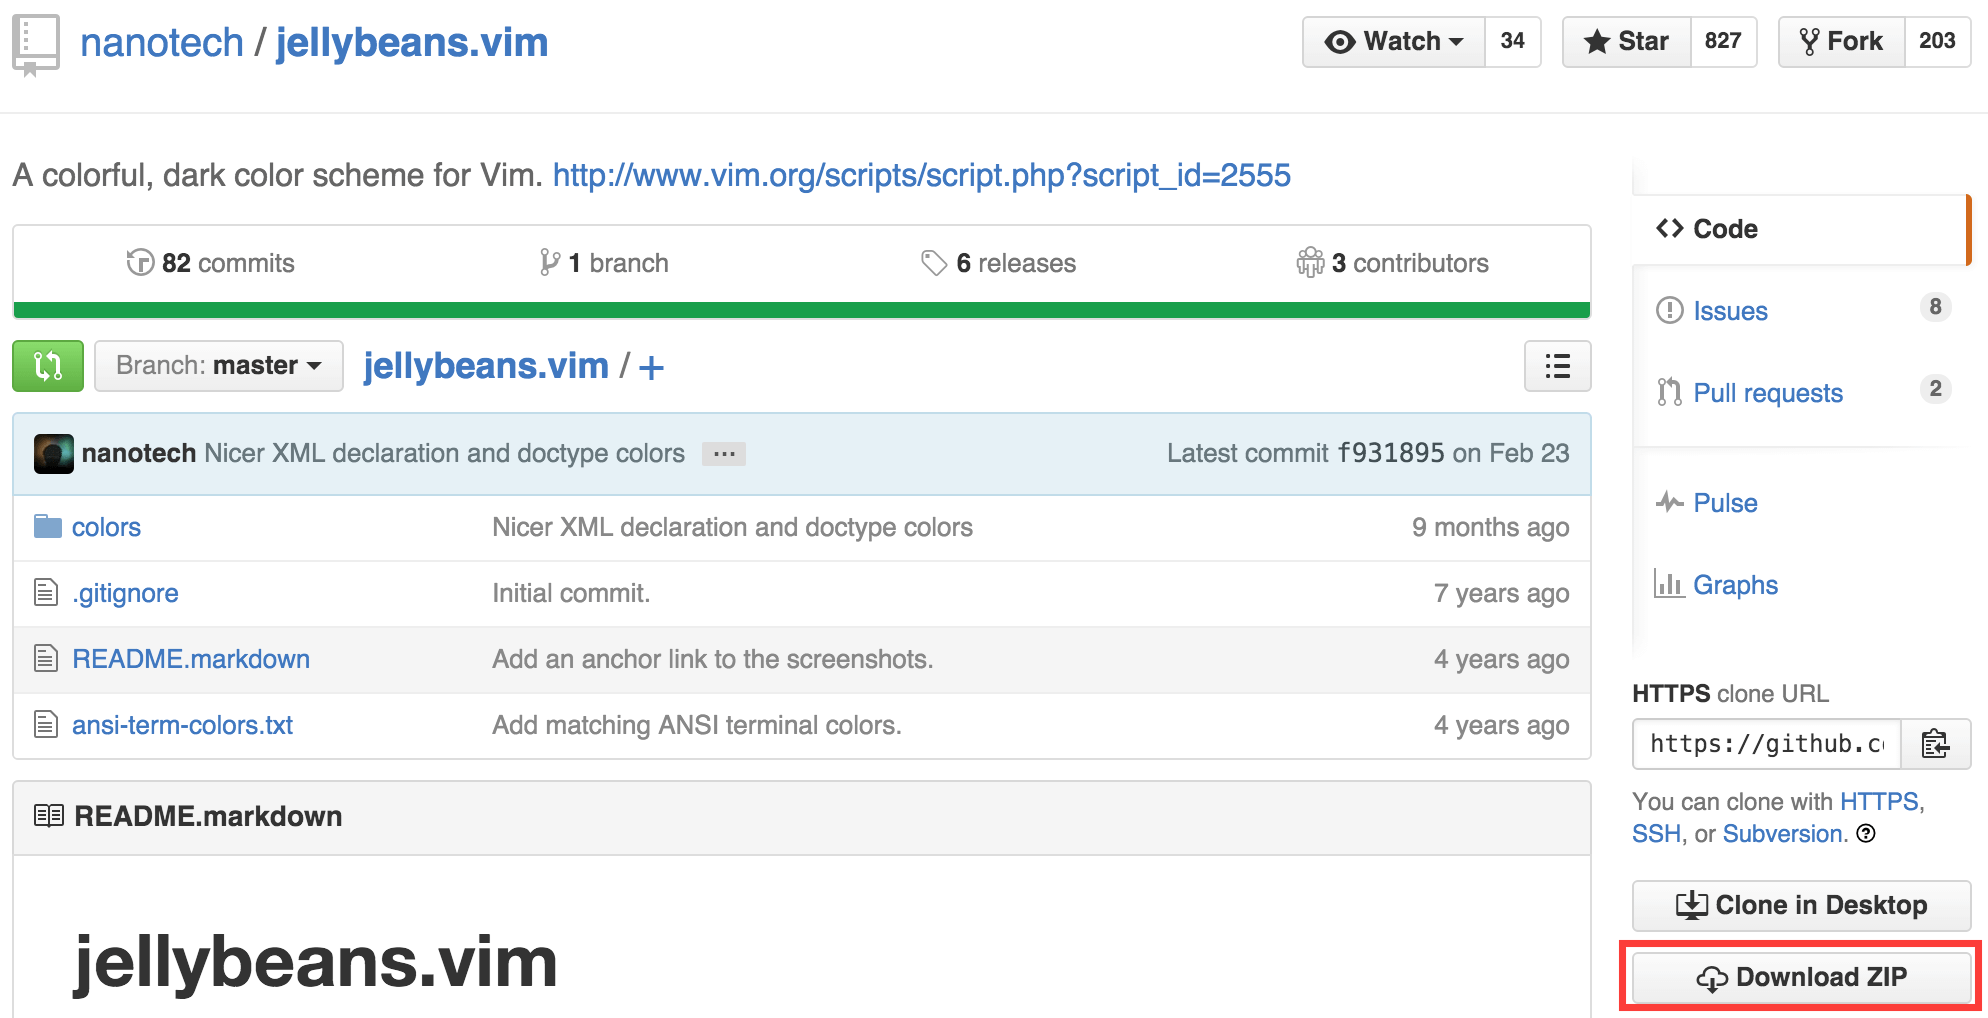 nanotech / jellybeans.vim
Watch 34
Star 827
Fork 203
A colorful, dark color scheme for Vim. http://www.vim.org/scripts/script.php?script_id=2555
82 commits
1 branch
6 releases
3 contributors
Branch: master
jellybeans.vim / +
nanotech Nicer XML declaration and doctype colors ...
Latest commit f931895 on Feb 23
colors Nicer XML declaration and doctype colors 9 months ago
.gitignore Initial commit. 7 years ago
README.markdown Add an anchor link to the screenshots. 4 years ago
ansi-term-colors.txt Add matching ANSI terminal colors. 4 years ago
README.markdown
jellybeans.vim
Code
Issues 8
Pull requests 2
Pulse
Graphs
HTTPS clone URL
https://github.c
You can clone with HTTPS,
SSH, or Subversion.
Clone in Desktop
Download ZIP